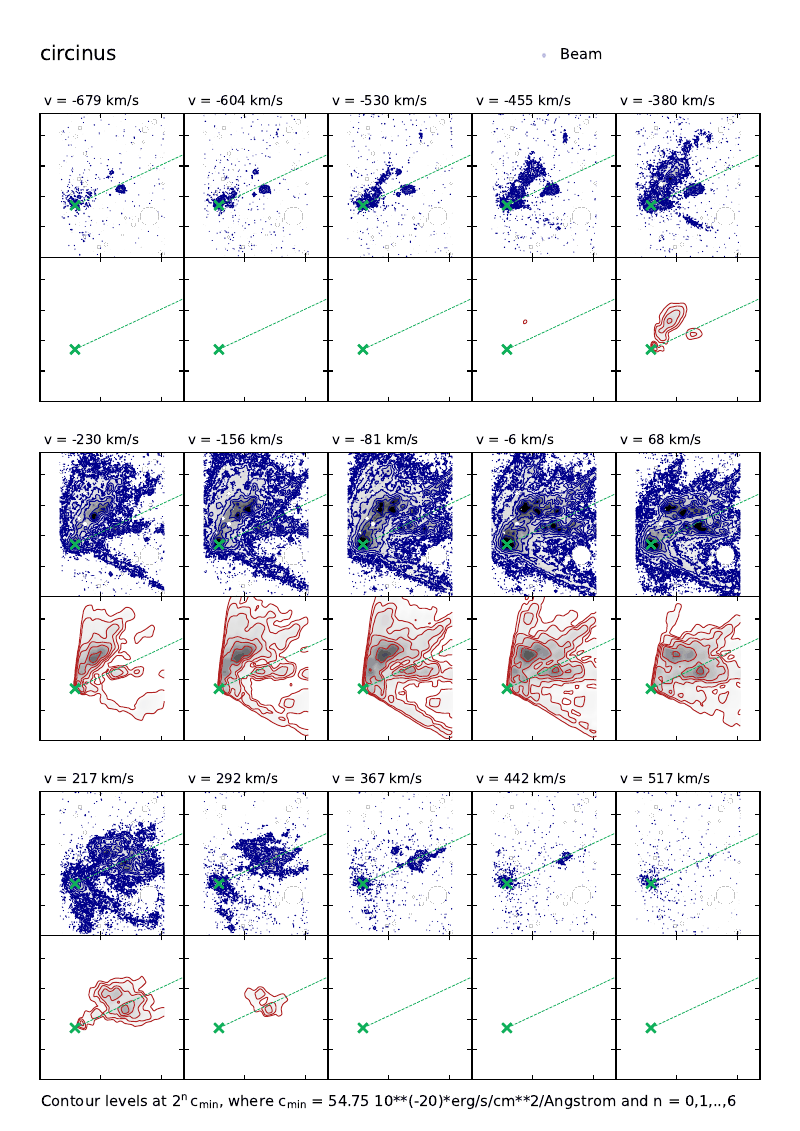 circinus
Beam
v = -679 km/s
v = -604 km/s
v = -530 km/s
v = -455 km/s
v = -380 km/s
v = -230 km/s
v = -156 km/s
v = -81 km/s
v = -6 km/s
v = 68 km/s
v = 217 km/s
v = 292 km/s
v = 367 km/s
v = 442 km/s
v = 517 km/s
Contour levels at 2ⁿ c_min, where c_min = 54.75 10**(-20)*erg/s/cm**2/Angstrom and n = 0,1,..,6